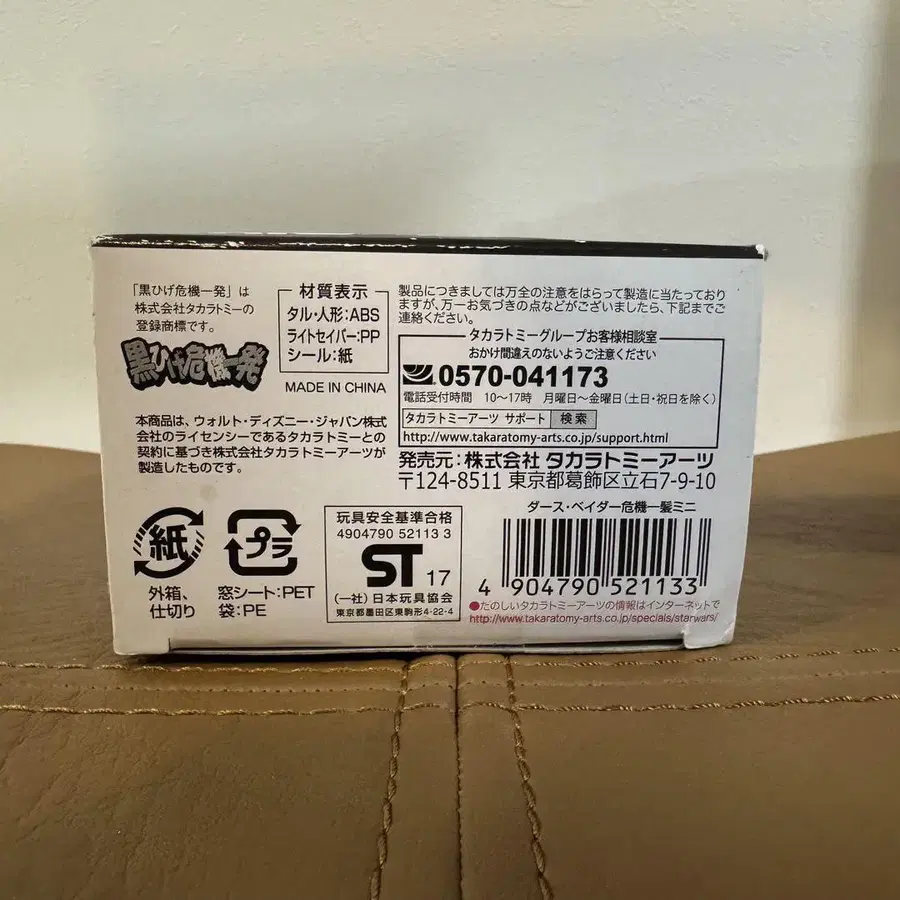 「黒ひげ危機一発」は
株式会社タカラトミーの
登録商標です。
黒ひげ危機一発
本商品は、ウォルト・ディズニー・ジャパン株式
会社のライセンシーであるタカラトミーとの
契約に基づき株式会社タカラトミーアーツが
製造したものです。
材質表示
タル・人形:ABS
ライトセイバー:PP
シール:紙
MADE IN CHINA
製品につきましては万全の注意をはらって製造に当たっており
ますが、万一お気づきの点などがございましたら、下記までご
連絡ください。
タカラトミーグループお客様相談室
おかけ間違えのないようご注意ください
0570-041173
電話受付時間 10〜17時 月曜日〜金曜日(土日・祝日を除く)
タカラトミーアーツ サポート 検索
http://www.takaratomy-arts.co.jp/support.html
発売元:株式会社 タカラトミーアーツ
〒124-8511 東京都葛飾区立石7-9-10
紙
外箱、
仕切り
プラ
窓シート:PET
袋:PE
玩具安全基準合格
4904790 52113 3
ST 17
(一社)日本玩具協会
東京都墨田区東駒形4-22-4
ダース・ベイダー危機一髪ミニ
4 904790 521133
●たのしいタカラトミーアーツの情報はインターネットで
http://www.takaratomy-arts.co.jp/specials/starwars/